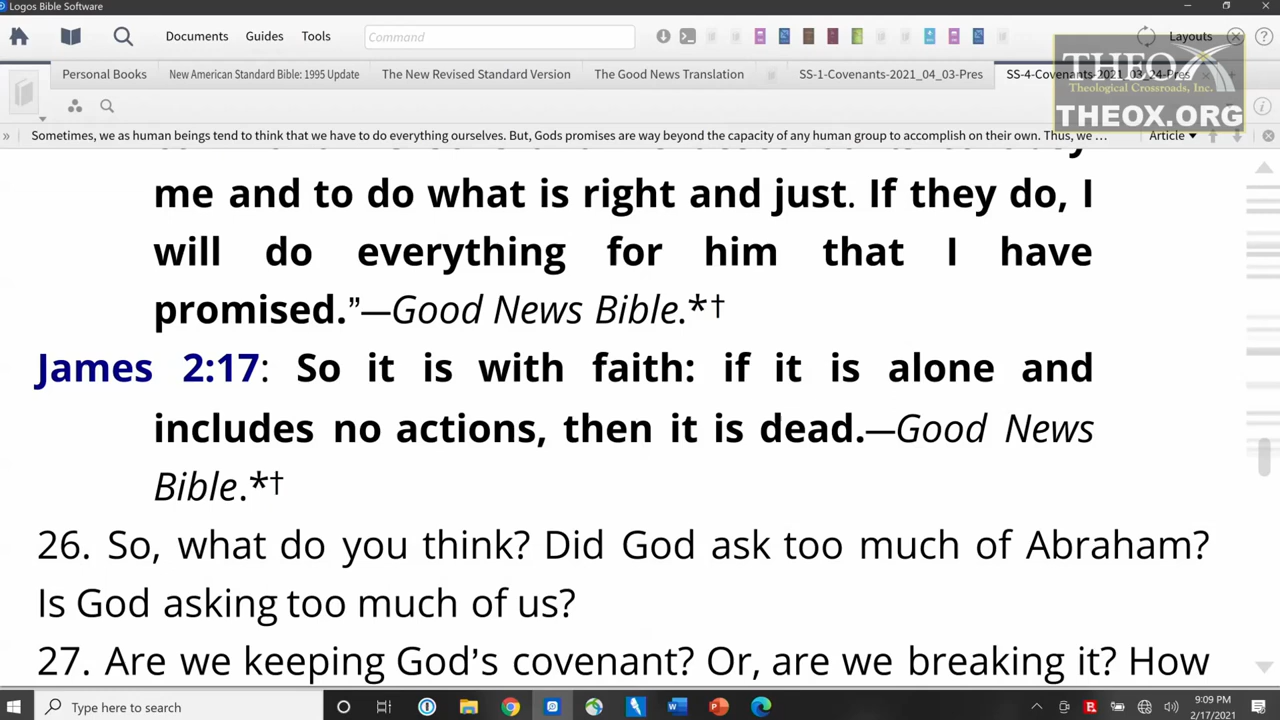 Logos Bible Software
Documents Guides Tools Command Layouts
Personal Books New American Standard Bible: 1995 Update The New Revised Standard Version The Good News Translation SS-1-Covenants-2021_04_03-Pres SS-4-Covenants-2021_03_24-Pres
THEOX
Theological Crossroads, Inc.
THEOX.ORG
Sometimes, we as human beings tend to think that we have to do everything ourselves. But, Gods promises are way beyond the capacity of any human group to accomplish on their own. Thus, we ... Article
me and to do what is right and just. If they do, I
will do everything for him that I have
promised.”—Good News Bible.*†
James 2:17: So it is with faith: if it is alone and
includes no actions, then it is dead.—Good News
Bible.*†
26. So, what do you think? Did God ask too much of Abraham?
Is God asking too much of us?
27. Are we keeping God’s covenant? Or, are we breaking it? How
Type here to search
9:09 PM
2/17/2021